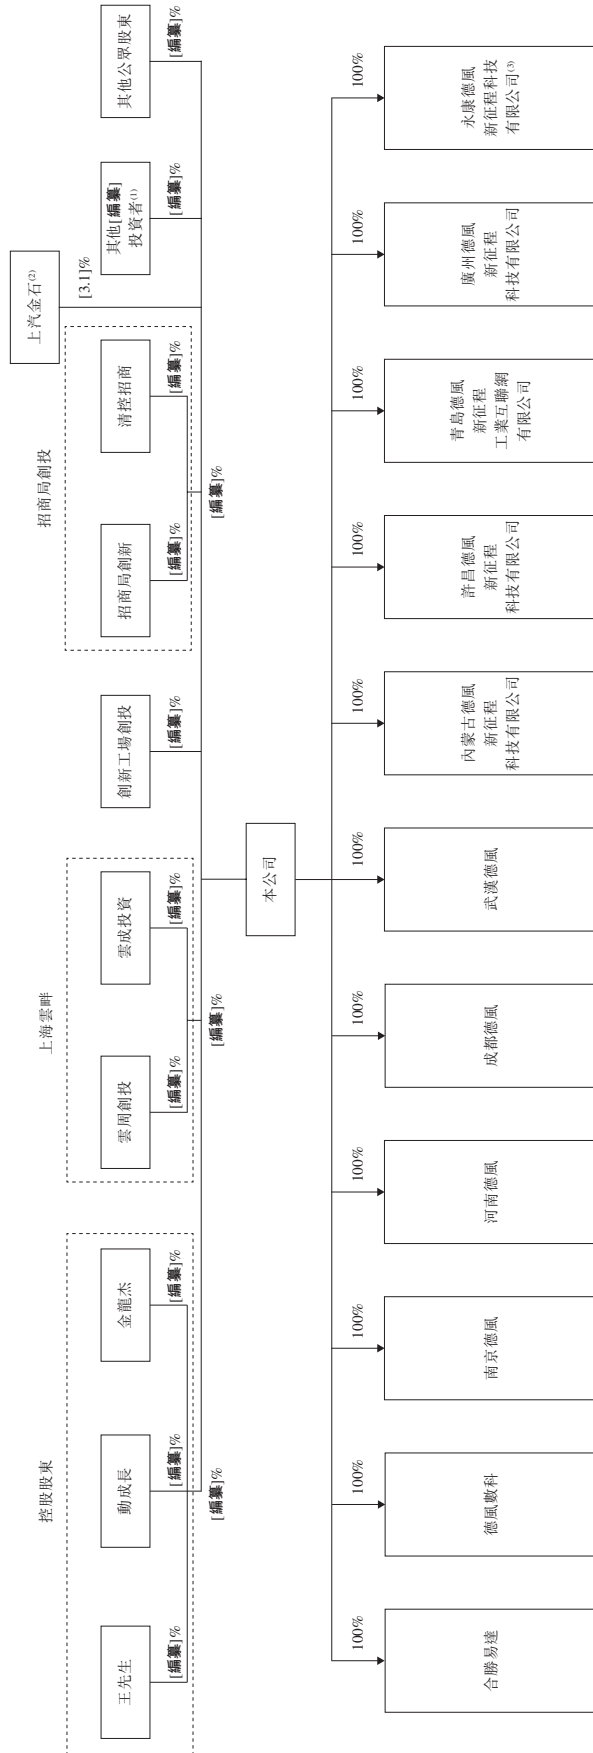 控股股東
上海雲畔
招商局創投
上汽金石(2)
[3.1]%
王先生
[編纂]%
動成長
[編纂]%
金龍杰
[編纂]%
雲周創投
[編纂]%
雲成投資
[編纂]%
創新工場創投
[編纂]%
招商局創新
[編纂]%
清控招商
[編纂]%
其他[編纂]
投資者(1)
[編纂]%
其他公眾股東
[編纂]%
[編纂]%
[編纂]%
[編纂]%
本公司
100%
100%
100%
100%
100%
100%
100%
100%
100%
100%
100%
合勝易達
德風數科
南京德風
河南德風
成都德風
武漢德風
內蒙古德風
新征程
科技有限公司
許昌德風
新征程
科技有限公司
青島德風
新征程
工業互聯網
有限公司
廣州德風
新征程
科技有限公司
永康德風
新征程科技
有限公司(3)